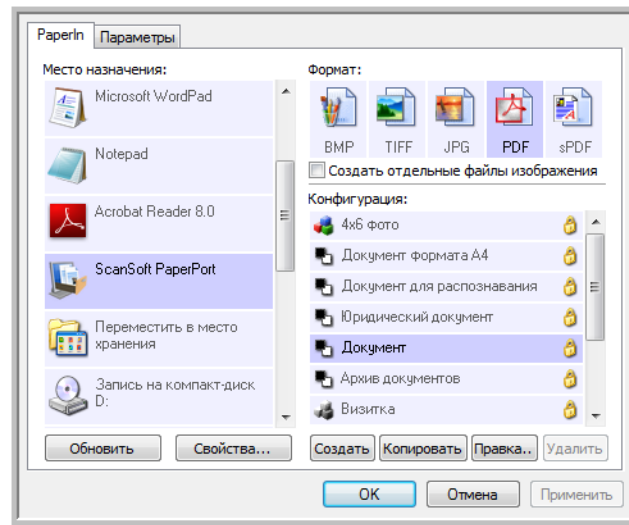 PaperIn
Параметры
Место назначения:
Microsoft WordPad
Notepad
Acrobat Reader 8.0
ScanSoft PaperPort
Переместить в место
хранения
Запись на компакт-диск
D:
Обновить
Свойства...
Формат:
BMP
TIFF
JPG
PDF
sPDF
Создать отдельные файлы изображения
Конфигурация:
4x6 фото
Документ формата A4
Документ для распознавания
Юридический документ
Документ
Архив документов
Визитка
Создать
Копировать
Правка..
Удалить
OK
Отмена
Применить